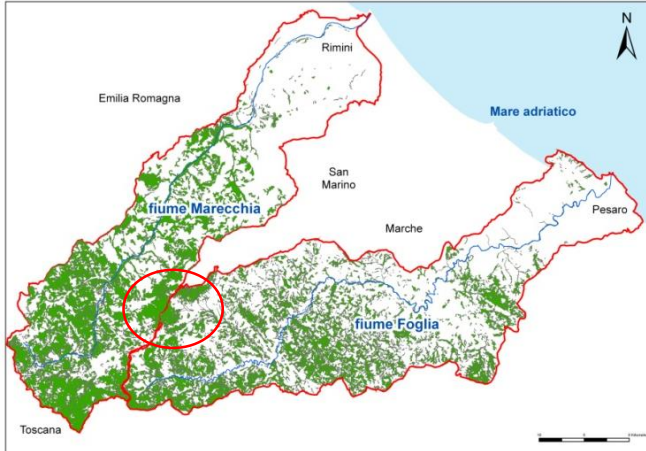 N
Rimini
Emilia Romagna
Mare adriatico
San
Marino
fiume Marecchia
Pesaro
Marche
fiume Foglia
Toscana